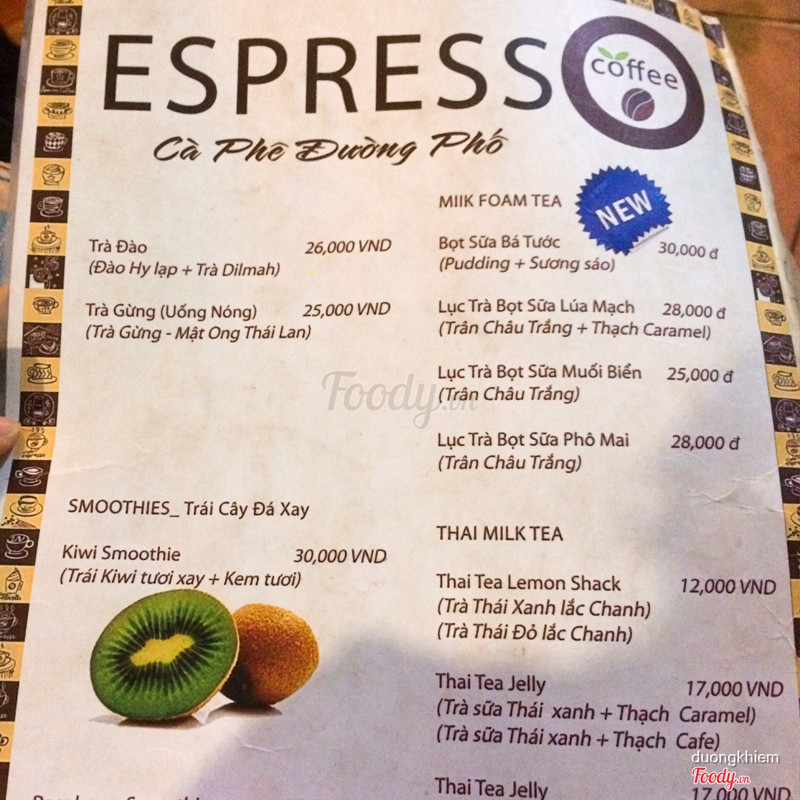 ESPRESSO
coffee
Cà Phê Đường Phố
Trà Đào 26,000 VND
(Đào Hy lạp + Trà Dilmah)
Trà Gừng (Uống Nóng) 25,000 VND
(Trà Gừng - Mật Ong Thái Lan)
SMOOTHIES_ Trái Cây Đá Xay
Kiwi Smoothie 30,000 VND
(Trái Kiwi tươi xay + Kem tươi)
MIIK FOAM TEA
NEW
Bọt Sữa Bá Tước 30,000 đ
(Pudding + Sương sáo)
Lục Trà Bọt Sữa Lúa Mạch 28,000 đ
(Trân Châu Trắng + Thạch Caramel)
Lục Trà Bọt Sữa Muối Biển 25,000 đ
(Trân Châu Trắng)
Lục Trà Bọt Sữa Phô Mai 28,000 đ
(Trân Châu Trắng)
THAI MILK TEA
Thai Tea Lemon Shack 12,000 VND
(Trà Thái Xanh lắc Chanh)
(Trà Thái Đỏ lắc Chanh)
Thai Tea Jelly 17,000 VND
(Trà sữa Thái xanh + Thạch Caramel)
(Trà sữa Thái xanh + Thạch Cafe)
Thai Tea Jelly 17,000 VND
Foody.vn
duongkhiem
Foody.vn